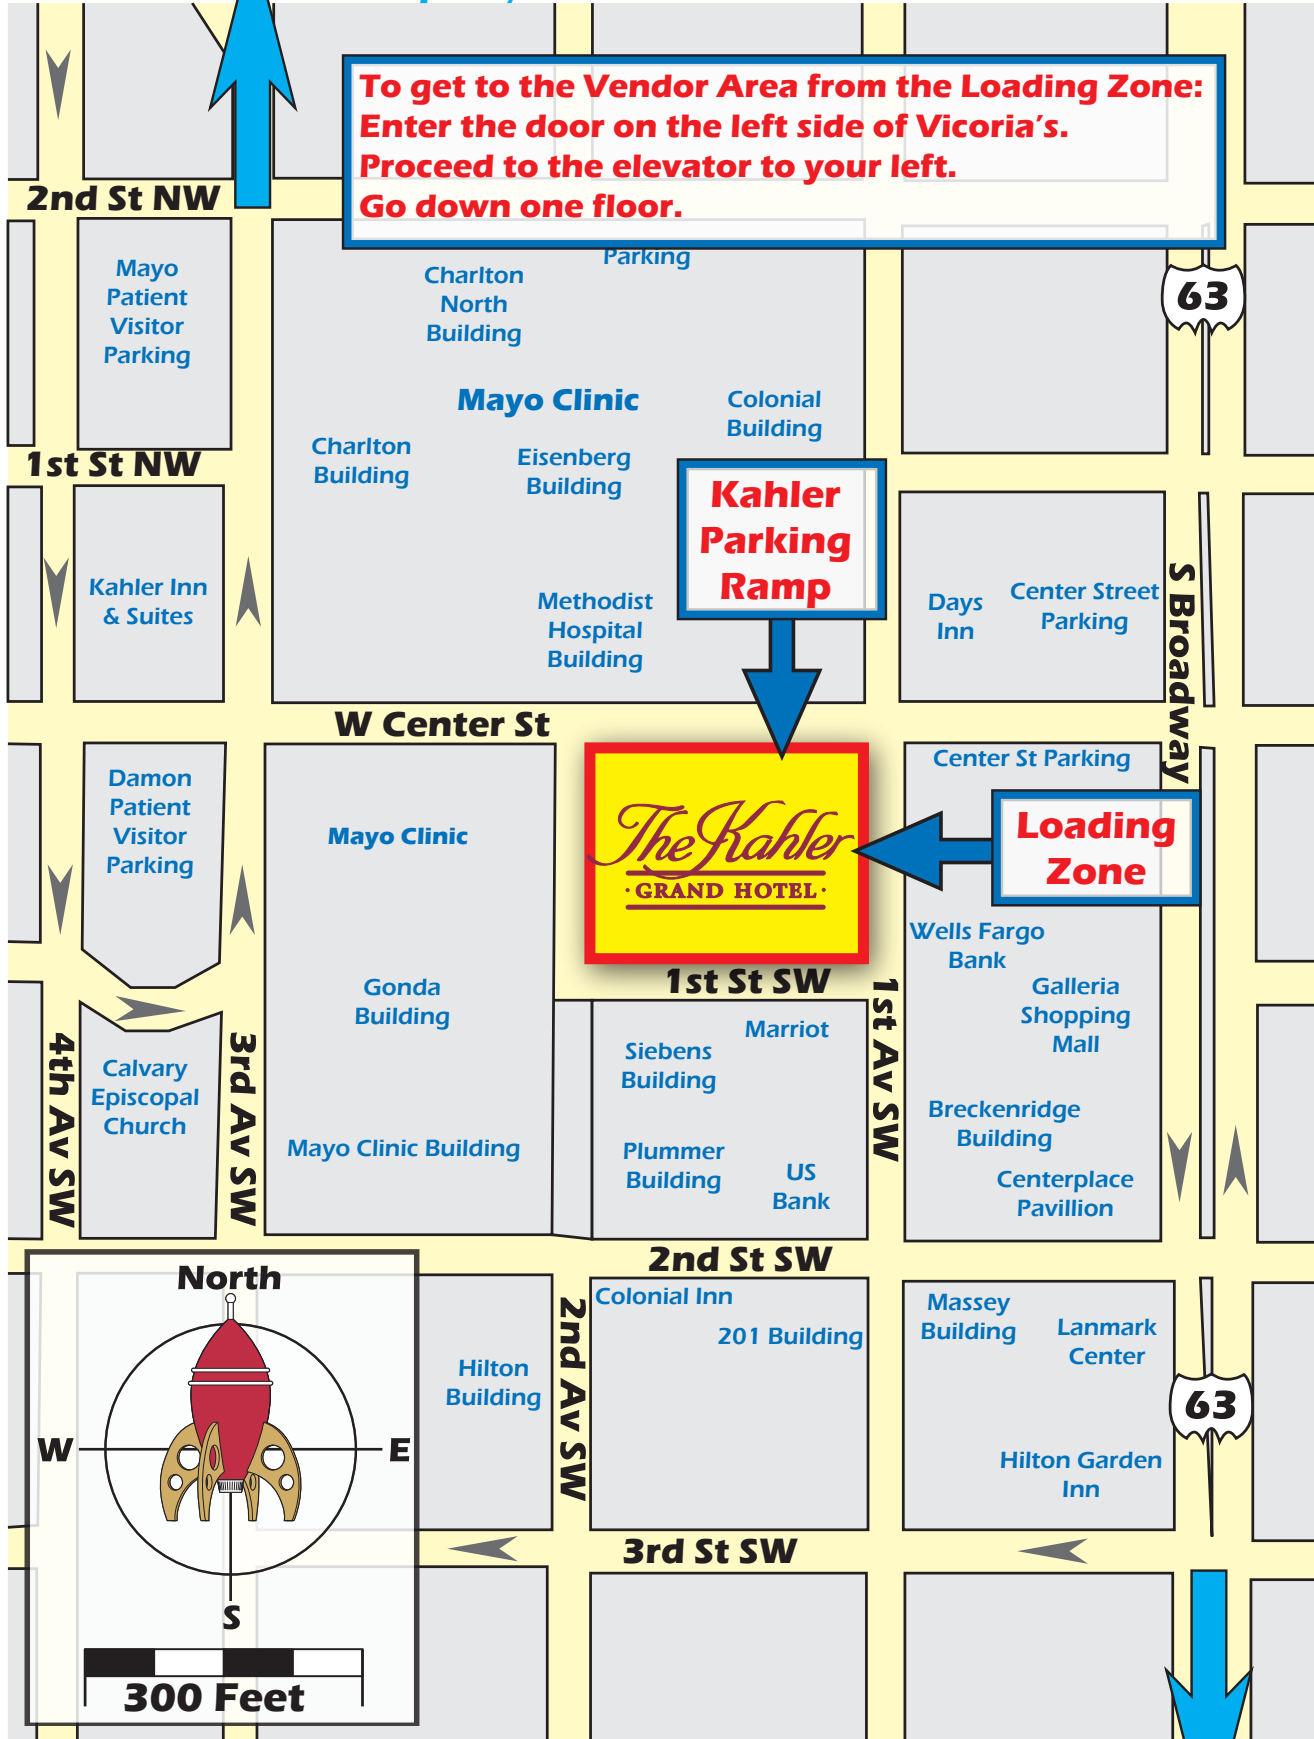 To get to the Vendor Area from the Loading Zone:
Enter the door on the left side of Vicoria's.
Proceed to the elevator to your left.
Go down one floor.
2nd St NW
Mayo
Patient
Visitor
Parking
Parking
Charlton
North
Building
63
Mayo Clinic
Colonial
Building
Charlton
Building
Eisenberg
Building
1st St NW
Kahler
Parking
Ramp
Kahler Inn
& Suites
Methodist
Hospital
Building
Days
Inn
Center Street
Parking
S Broadway
W Center St
Damon
Patient
Visitor
Parking
Mayo Clinic
The Kahler
· GRAND HOTEL ·
Center St Parking
Loading
Zone
Wells Fargo
Bank
1st St SW
Gonda
Building
Galleria
Shopping
Mall
1st Av SW
Marriot
Siebens
Building
4th Av SW
Calvary
Episcopal
Church
3rd Av SW
Mayo Clinic Building
Plummer
Building
US
Bank
Breckenridge
Building
Centerplace
Pavillion
2nd St SW
North
W
E
S
300 Feet
Hilton
Building
2nd Av SW
Colonial Inn
201 Building
Massey
Building
Lanmark
Center
63
Hilton Garden
Inn
3rd St SW